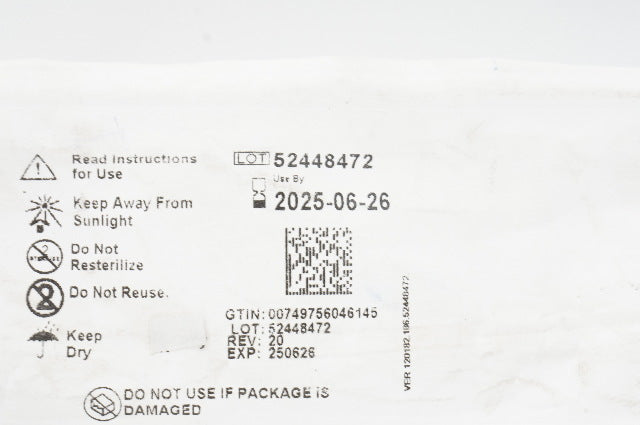 Read Instructions
for Use
Keep Away From
Sunlight
Do Not
Resterilize
Do Not Reuse.
Keep
Dry
DO NOT USE IF PACKAGE IS
DAMAGED
LOT 52448472
Use By
2025-06-26
GTIN: 00749756046145
LOT: 52448472
REV: 20
EXP: 250626